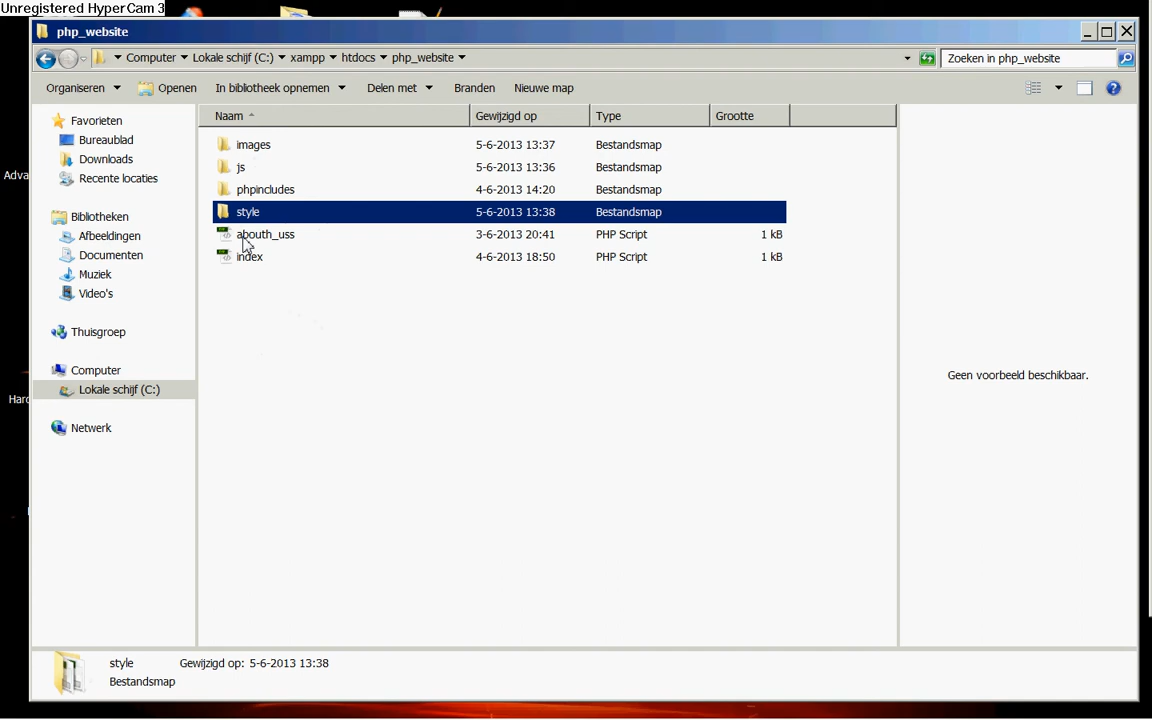 Unregistered HyperCam 3
php_website
Computer Lokale schijf (C:) xampp htdocs php_website
Zoeken in php_website
Organiseren Openen In bibliotheek opnemen Delen met Branden Nieuwe map
Favorieten
Bureaublad
Downloads
Recente locaties
Bibliotheken
Afbeeldingen
Documenten
Muziek
Video's
Thuisgroep
Computer
Lokale schijf (C:)
Netwerk
Naam Gewijzigd op Type Grootte
images 5-6-2013 13:37 Bestandsmap
js 5-6-2013 13:36 Bestandsmap
phpincludes 4-6-2013 14:20 Bestandsmap
style 5-6-2013 13:38 Bestandsmap
abouth_uss 3-6-2013 20:41 PHP Script 1 kB
index 4-6-2013 18:50 PHP Script 1 kB
Geen voorbeeld beschikbaar.
style Gewijzigd op: 5-6-2013 13:38
Bestandsmap
Adva
Hard